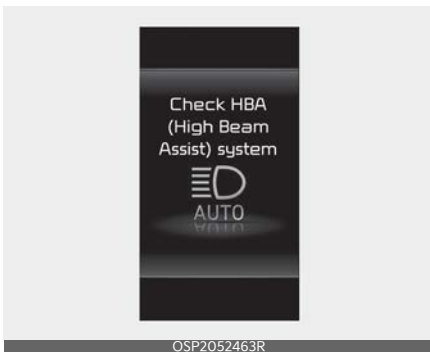 Check HBA
(High Beam
Assist) system
AUTO
OSP2052463R